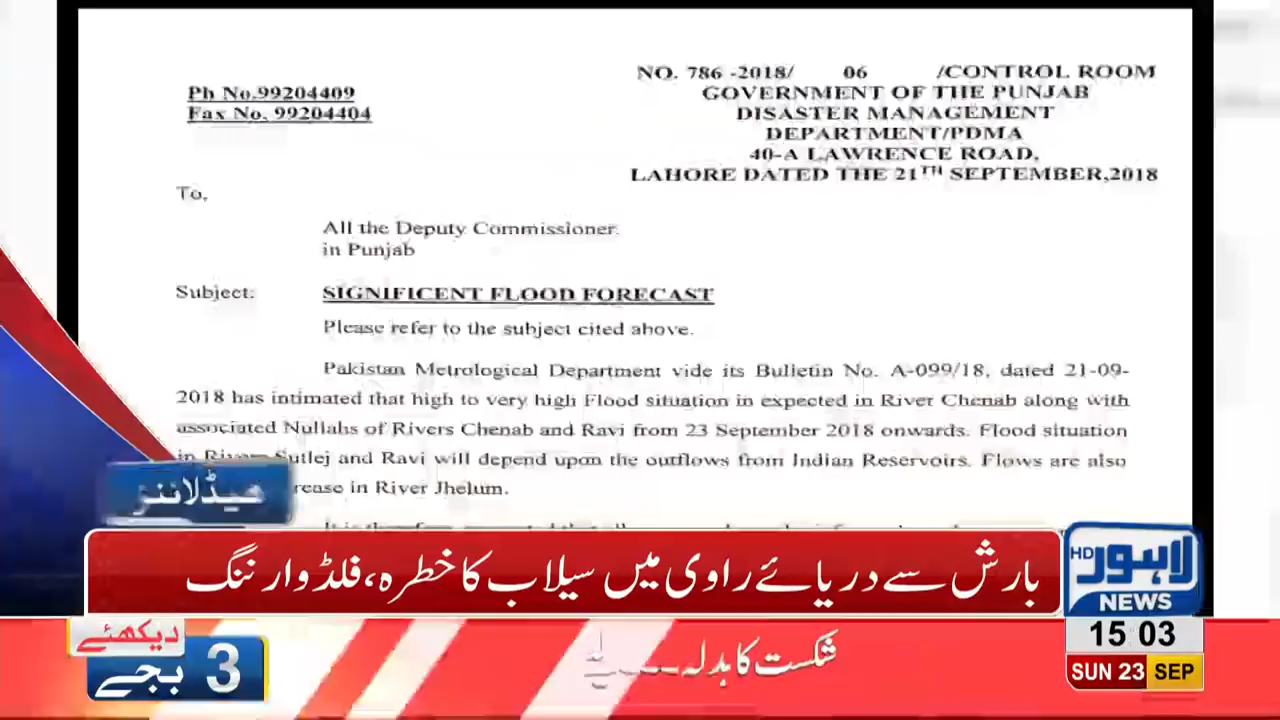 NO. 786 -2018/ 06 /CONTROL ROOM
Ph No.99204409
GOVERNMENT OF THE PUNJAB
Fax No. 99204404
DISASTER MANAGEMENT
DEPARTMENT/PDMA
40-A LAWRENCE ROAD,
LAHORE DATED THE 21TH SEPTEMBER,2018
To,
All the Deputy Commissioner
in Punjab
Subject:
SIGNIFICENT FLOOD FORECAST
Please refer to the subject cited above.
Pakistan Metrological Department vide its Bulletin No. A-099/18, dated 21-09-
2018 has intimated that high to very high Flood situation in expected in River Chenab along with
associated Nullahs of Rivers Chenab and Ravi from 23 September 2018 onwards. Flood situation
in Rivers Sutlej and Ravi will depend upon the outflows from Indian Reservoirs. Flows are also
in River Jhelum.
ہیڈلائنز
بارش سے دریائے راوی میں سیلاب کا خطرہ، فلڈ وارننگ
HD لاہور
NEWS
دیکھئے
3 بجے
شکست کا بدلہ
15 03
SUN 23 SEP